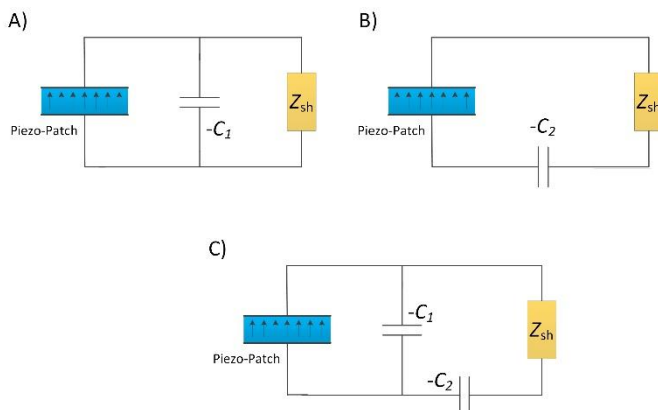 A)
B)
Piezo-Patch
-C1
Zsh
Piezo-Patch
-C2
Zsh
C)
Piezo-Patch
-C1
Zsh
-C2